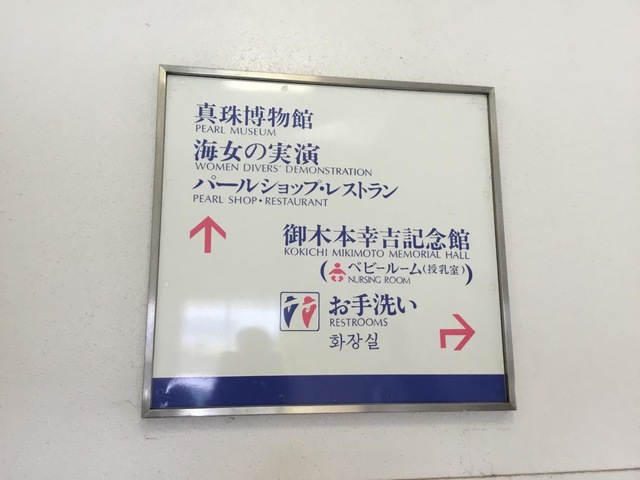 真珠博物館
PEARL MUSEUM
海女の実演
WOMEN DIVERS' DEMONSTRATION
パールショップ・レストラン
PEARL SHOP・RESTAURANT
御木本幸吉記念館
KOKICHI MIKIMOTO MEMORIAL HALL
(ベビールーム(授乳室)
NURSING ROOM)
お手洗い
RESTROOMS
화장실